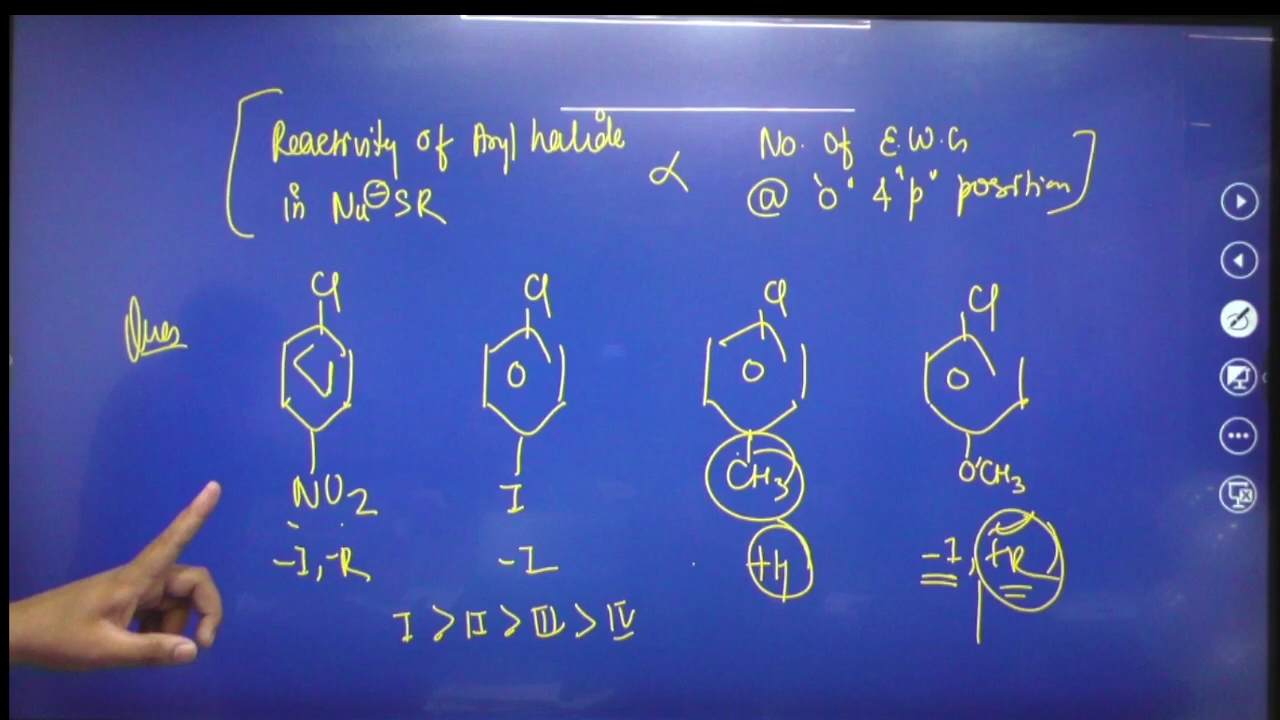 Reactivity of Aryl halide
in Nu⊖SR
∝
No. of E.W.G
@ "o" & "p" position
Ques
Cl Cl Cl Cl
NO2 I CH3 OCH3
-I, -R -I +H -I, +R
I > II > III > IV